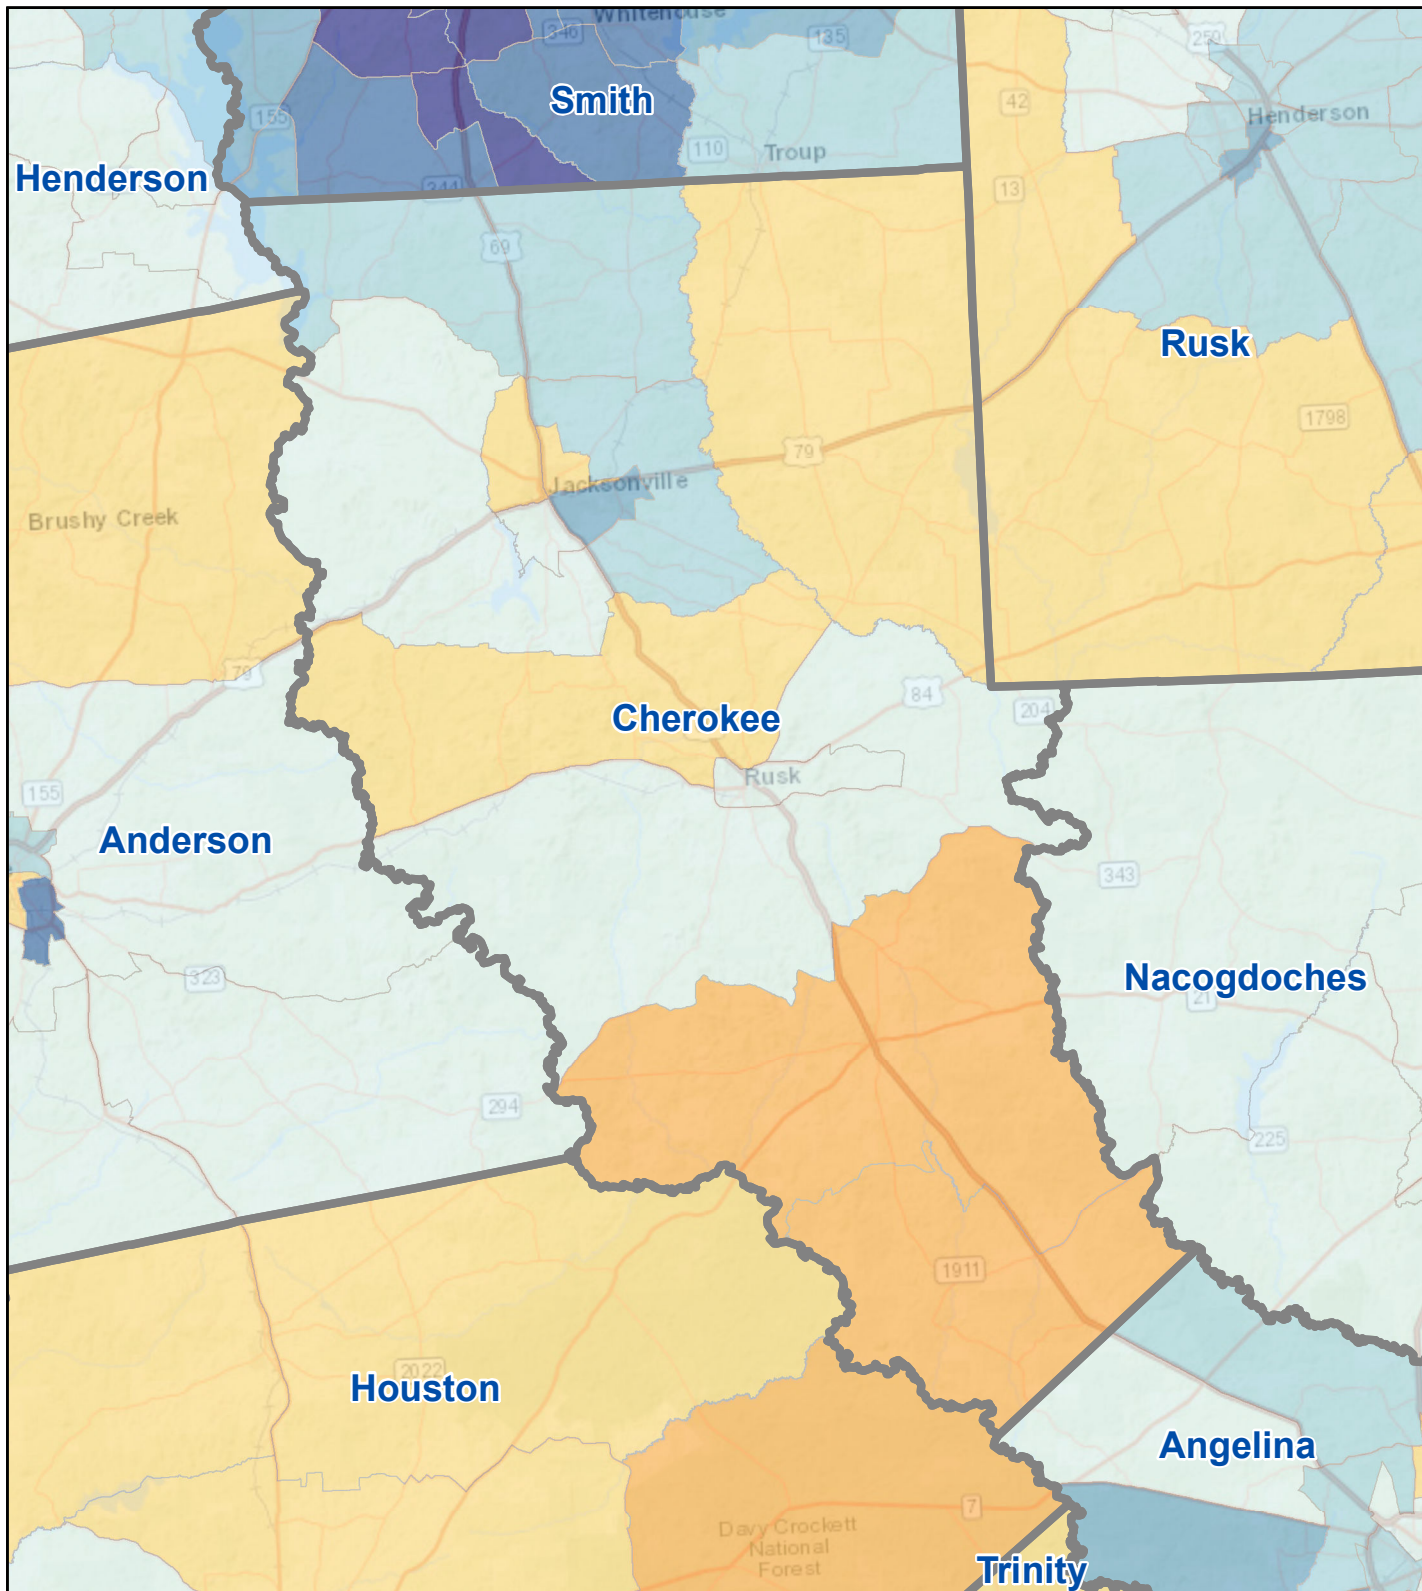 Whitehouse
346
135
259
Smith
42
155
Henderson
110
Troup
Henderson
244
13
69
Rusk
1798
79
Jacksonville
Brushy Creek
79
84
204
Cherokee
Rusk
155
Anderson
343
323
Nacogdoches
21
294
225
1911
2022
Houston
Angelina
7
Davy Crockett
National
Forest
Trinity